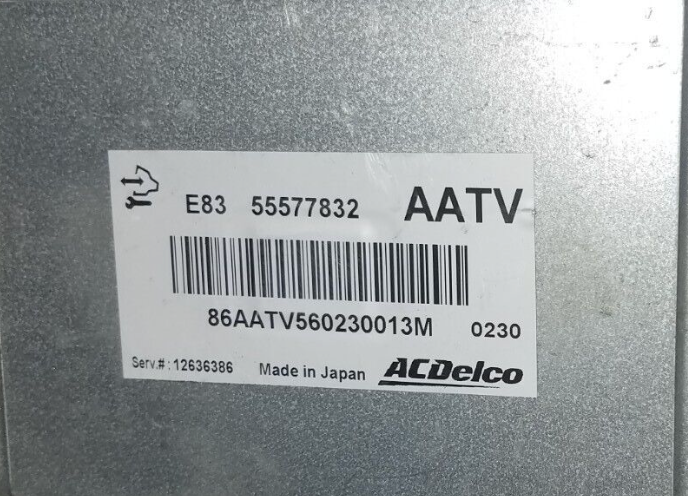 E83 55577832 AATV
86AATV560230013M 0230
Serv.#:12636386 Made in Japan ACDelco